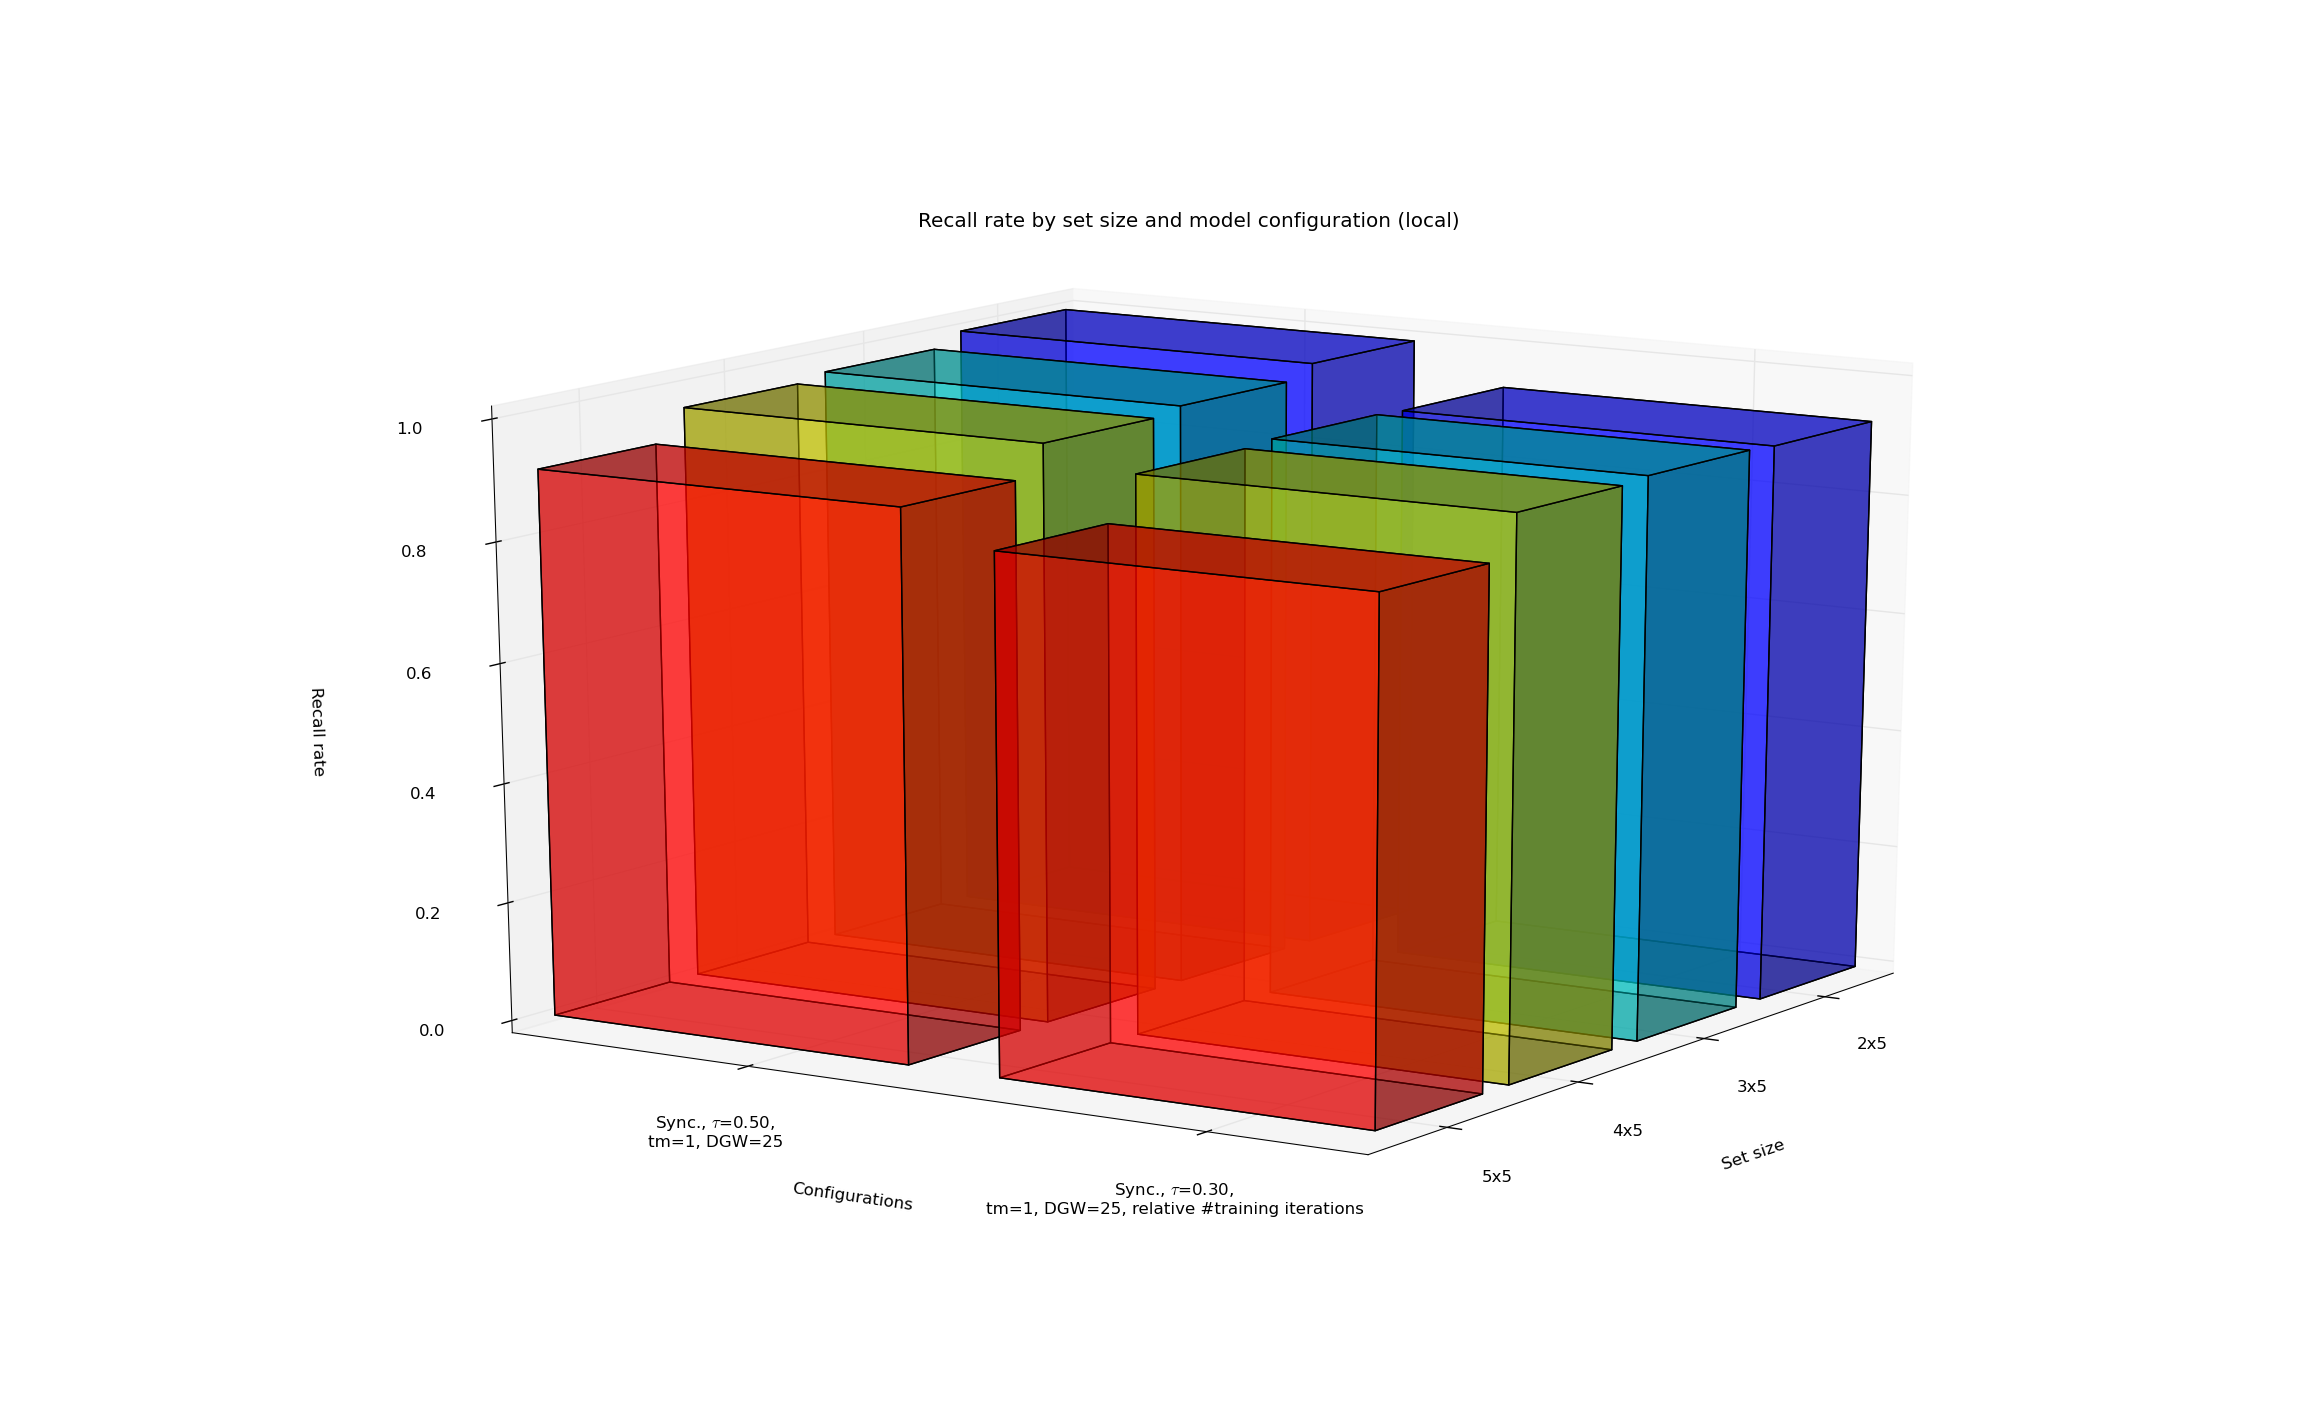 Recall rate by set size and model configuration (local)
1.0
0.8
0.6
0.4
0.2
0.0
Recall rate
Sync., τ=0.50,
tm=1, DGW=25
Configurations
Sync., τ=0.30,
tm=1, DGW=25, relative #training iterations
2x5
3x5
4x5
5x5
Set size